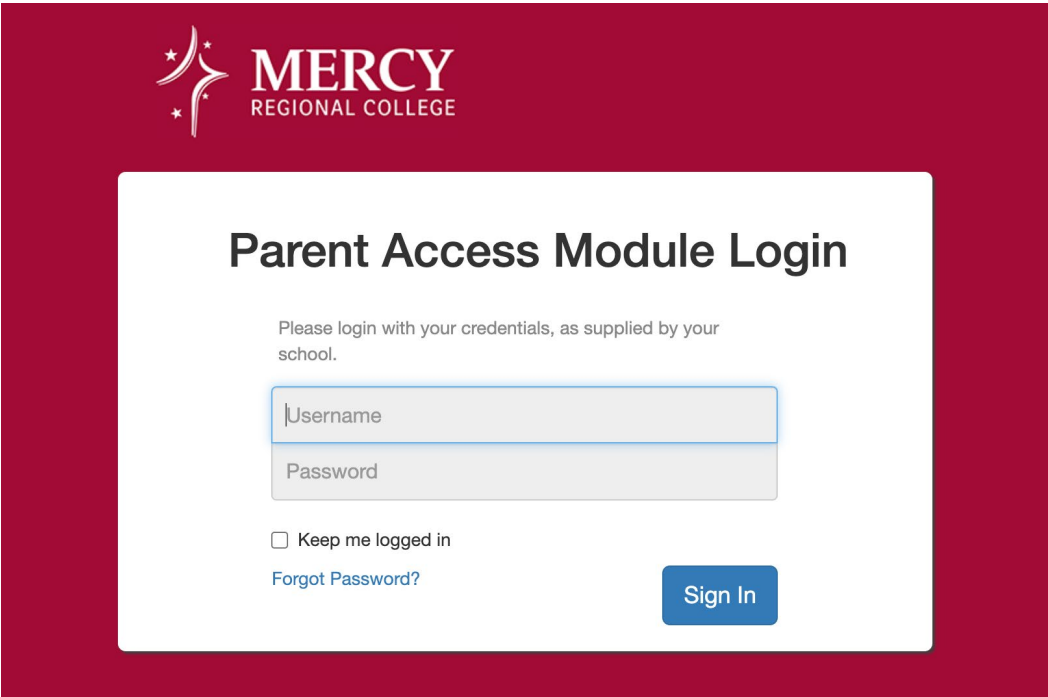 MERCY
REGIONAL COLLEGE
Parent Access Module Login
Please login with your credentials, as supplied by your
school.
Username
Password
Keep me logged in
Forgot Password?
Sign In